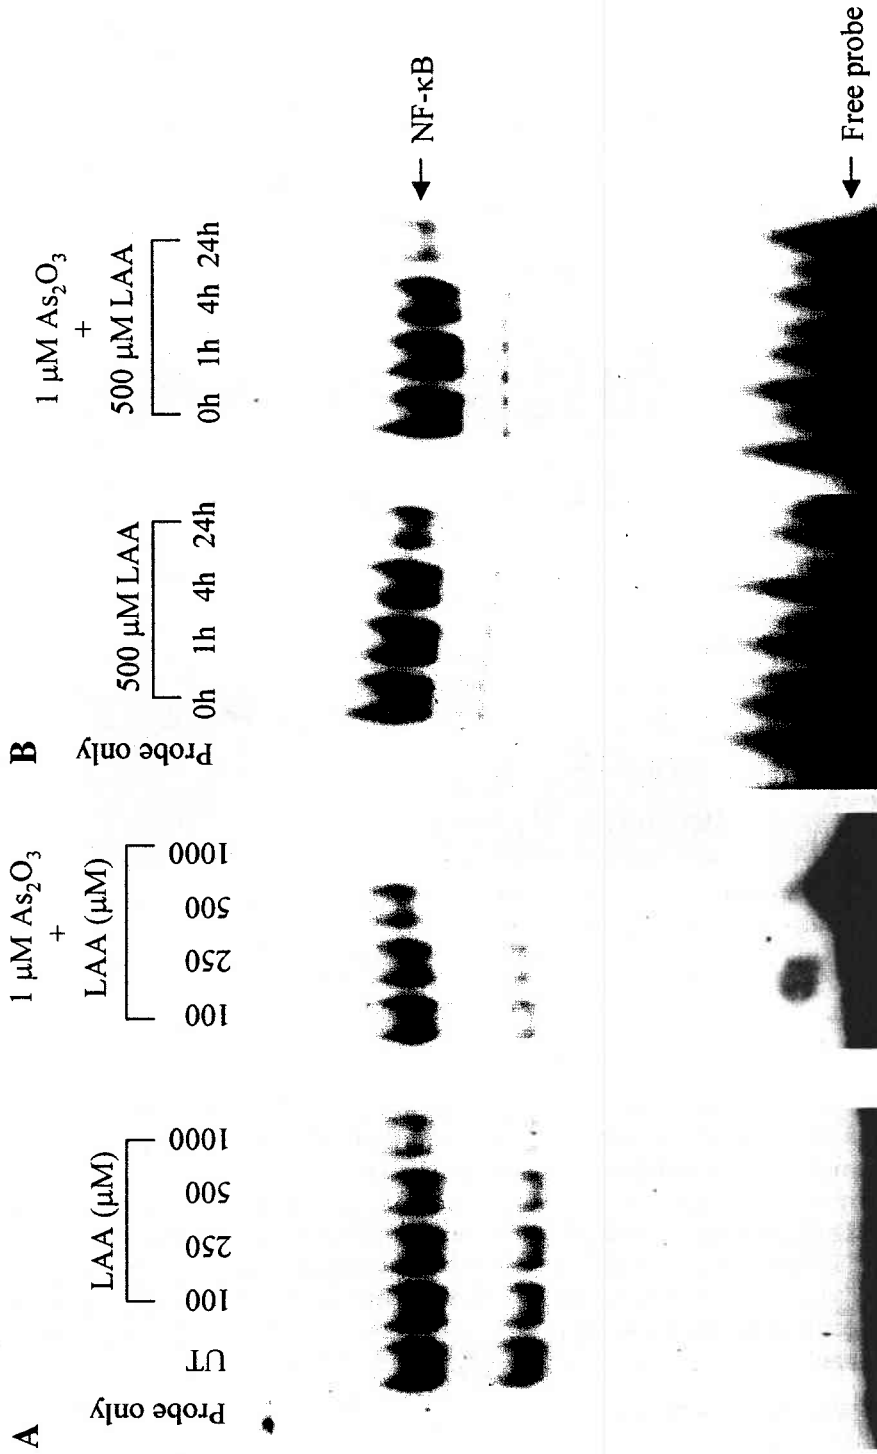 A
Probe only
UT
LAA (μM)
100
250
500
1000
1 μM As₂O₃
+
LAA (μM)
100
250
500
1000
B
Probe only
500 μM LAA
0h
1h
4h
24h
1 μM As₂O₃
+
500 μM LAA
0h
1h
4h
24h
← NF-κB
← Free probe